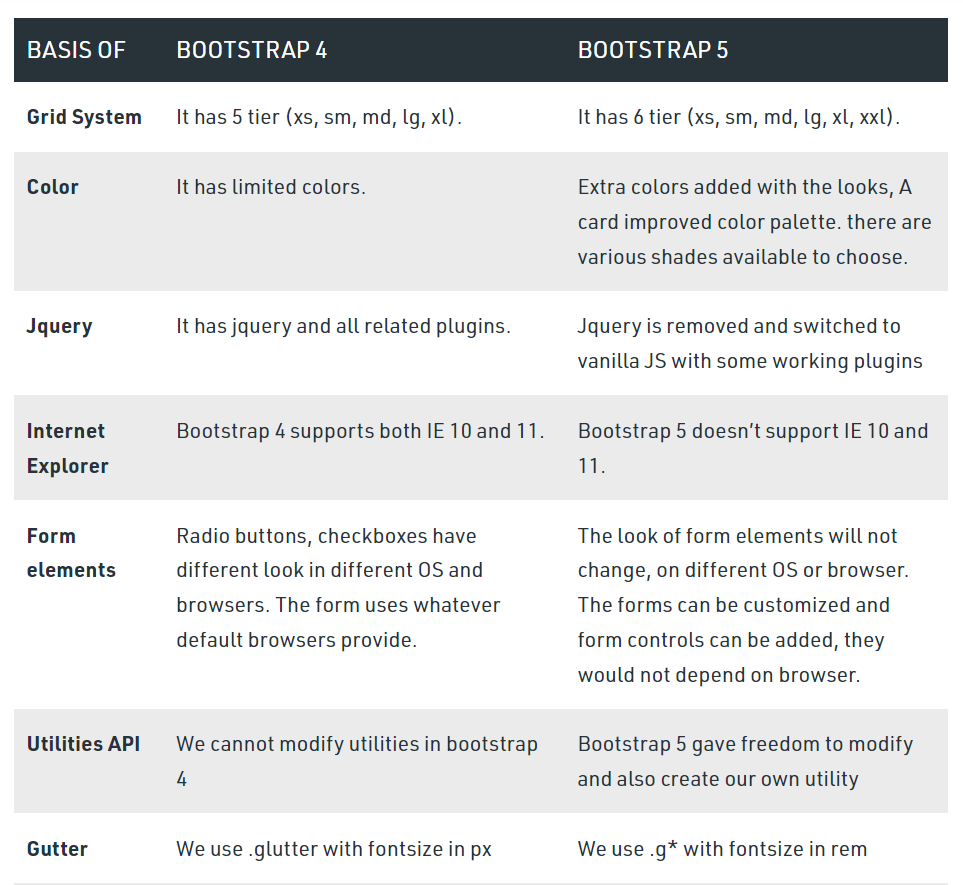 BASIS OF BOOTSTRAP 4 BOOTSTRAP 5
Grid System It has 5 tier (xs, sm, md, lg, xl). It has 6 tier (xs, sm, md, lg, xl, xxl).
Color It has limited colors. Extra colors added with the looks, A
card improved color palette. there are
various shades available to choose.
Jquery It has jquery and all related plugins. Jquery is removed and switched to
vanilla JS with some working plugins
Internet Bootstrap 4 supports both IE 10 and 11. Bootstrap 5 doesn’t support IE 10 and
Explorer 11.
Form Radio buttons, checkboxes have The look of form elements will not
elements different look in different OS and change, on different OS or browser.
browsers. The form uses whatever The forms can be customized and
default browsers provide. form controls can be added, they
would not depend on browser.
Utilities API We cannot modify utilities in bootstrap Bootstrap 5 gave freedom to modify
4 and also create our own utility
Gutter We use .glutter with fontsize in px We use .g* with fontsize in rem